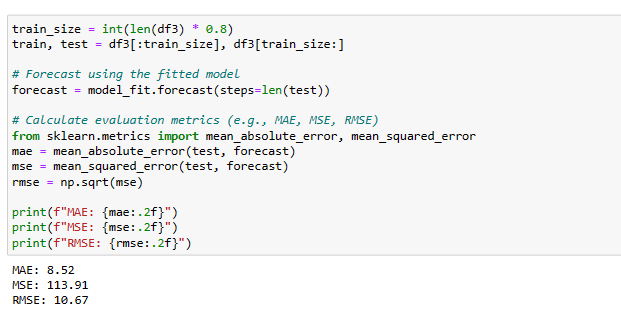 train_size = int(len(df3) * 0.8)
train, test = df3[:train_size], df3[train_size:]
# Forecast using the fitted model
forecast = model_fit.forecast(steps=len(test))
# Calculate evaluation metrics (e.g., MAE, MSE, RMSE)
from sklearn.metrics import mean_absolute_error, mean_squared_error
mae = mean_absolute_error(test, forecast)
mse = mean_squared_error(test, forecast)
rmse = np.sqrt(mse)
print(f"MAE: {mae:.2f}")
print(f"MSE: {mse:.2f}")
print(f"RMSE: {rmse:.2f}")
MAE: 8.52
MSE: 113.91
RMSE: 10.67